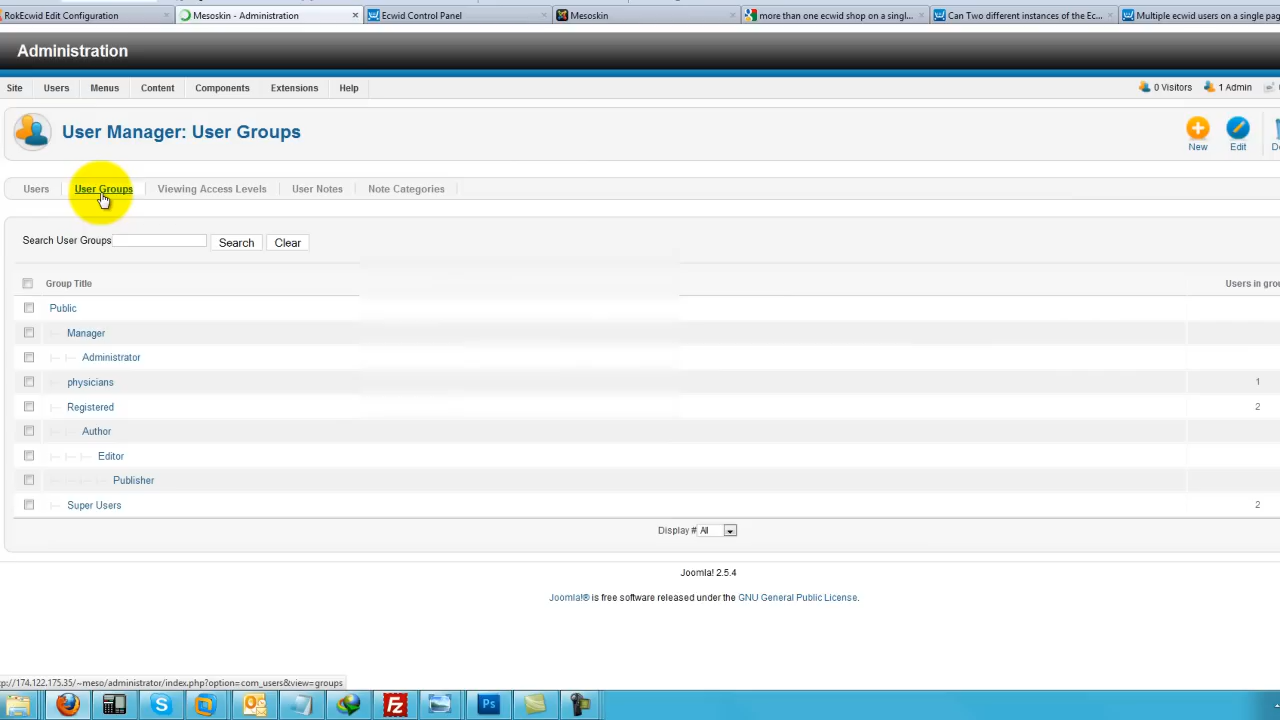 RokEcwid Edit Configuration × Mesoskin - Administration × Ecwid Control Panel × Mesoskin × more than one ecwid shop on a singl... × Can Two different instances of the Ec... × Multiple ecwid users on a single pag
Administration
Site Users Menus Content Components Extensions Help 0 Visitors 1 Admin
User Manager: User Groups
New Edit
Users User Groups Viewing Access Levels User Notes Note Categories
Search User Groups Search Clear
Group Title Users in grou
Public
Manager
Administrator
physicians 1
Registered 2
Author
Editor
Publisher
Super Users 2
Display # All
Joomla! 2.5.4
Joomla!® is free software released under the GNU General Public License.
tp://174.122.175.35/~meso/administrator/index.php?option=com_users&view=groups
S Fz Ps